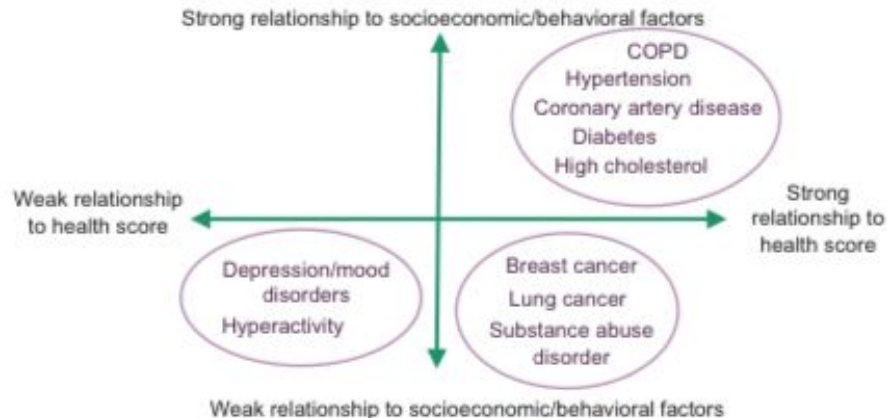 Strong relationship to socioeconomic/behavioral factors
COPD
Hypertension
Coronary artery disease
Diabetes
High cholesterol
Weak relationship
to health score
Strong
relationship to
health score
Depression/mood
disorders
Hyperactivity
Breast cancer
Lung cancer
Substance abuse
disorder
Weak relationship to socioeconomic/behavioral factors